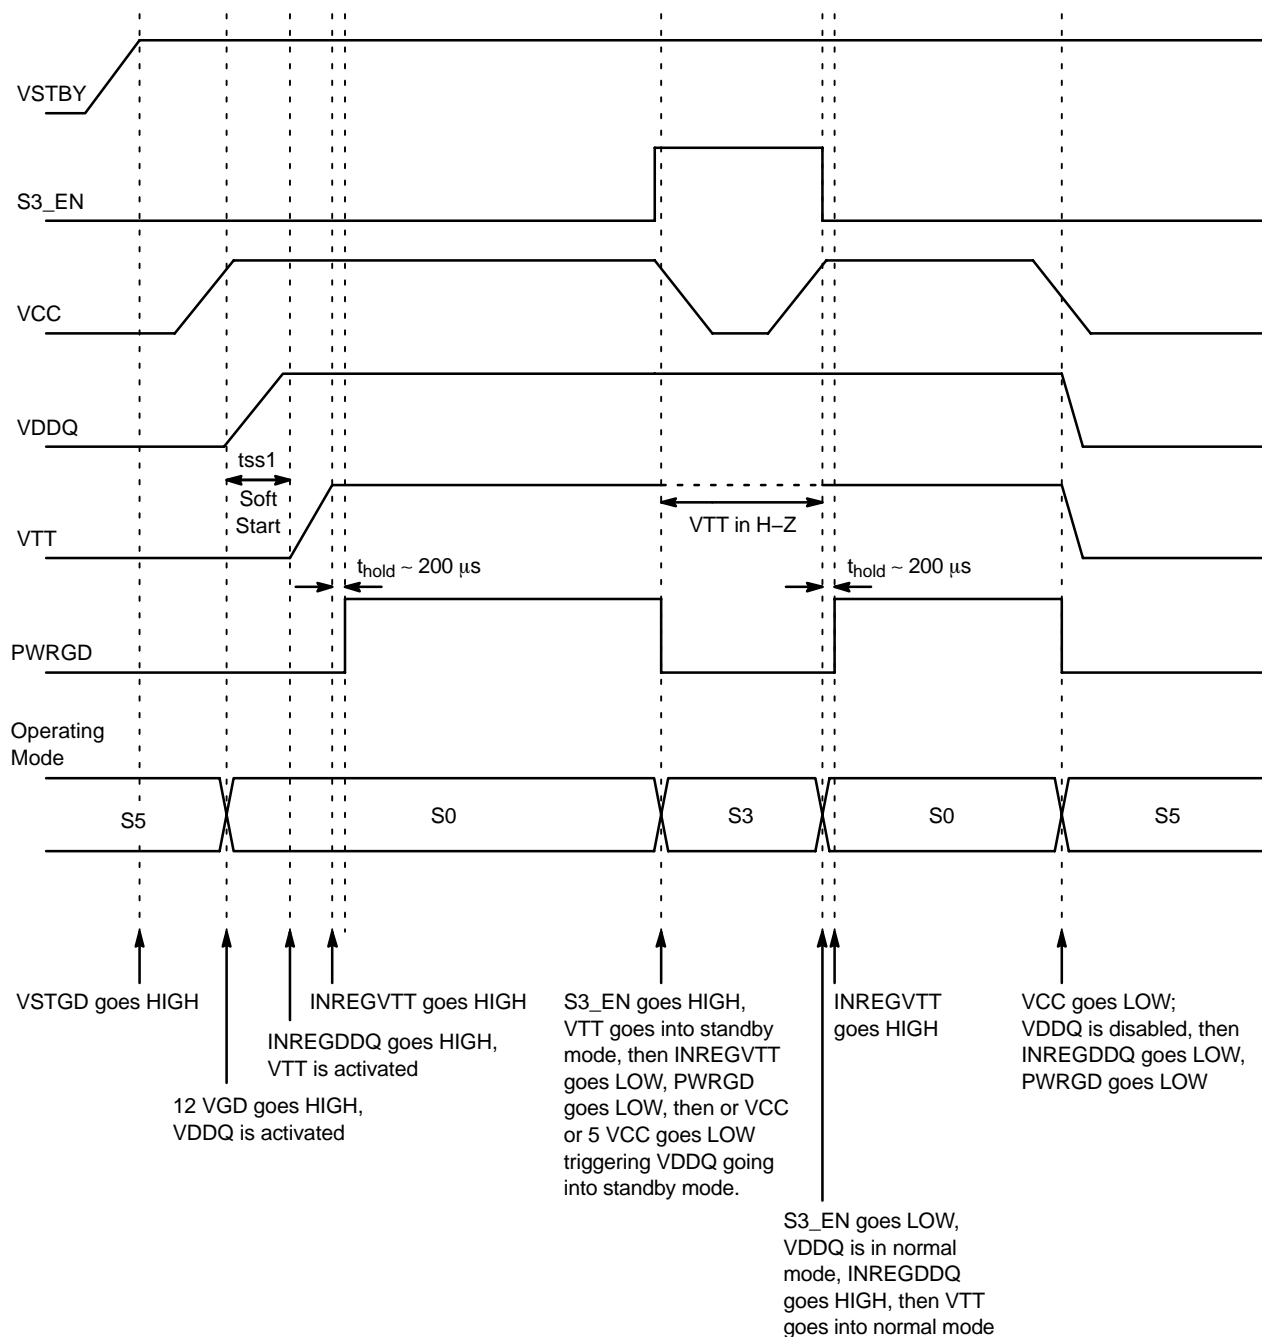 VSTBY
S3_EN
VCC
VDDQ
tss1
Soft
Start
VTT in H–Z
VTT
thold ~ 200 μs
thold ~ 200 μs
PWRGD
Operating
Mode
S5
S0
S3
S0
S5
VSTGD goes HIGH
12 VGD goes HIGH,
VDDQ is activated
INREGDDQ goes HIGH,
VTT is activated
INREGVTT goes HIGH
S3_EN goes HIGH,
VTT goes into standby
mode, then INREGVTT
goes LOW, PWRGD
goes LOW, then or VCC
or 5 VCC goes LOW
triggering VDDQ going
into standby mode.
S3_EN goes LOW,
VDDQ is in normal
mode, INREGDDQ
goes HIGH, then VTT
goes into normal mode
INREGVTT
goes HIGH
VCC goes LOW;
VDDQ is disabled, then
INREGDDQ goes LOW,
PWRGD goes LOW